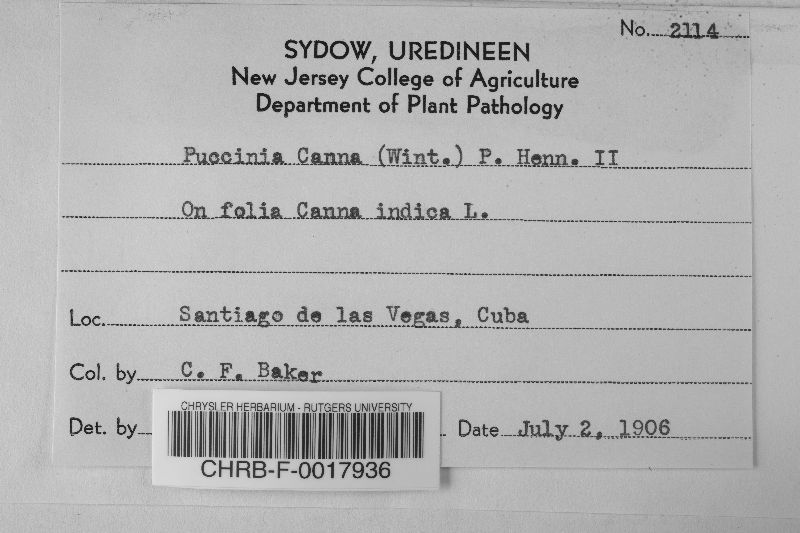 No. 2114
SYDOW, UREDINEEN
New Jersey College of Agriculture
Department of Plant Pathology
Puccinia Canna (Wint.) P. Henn. II
On folia Canna indica L.
Loc. Santiago de las Vegas, Cuba
Col. by C. F. Baker
Det. by Date July 2, 1906
CHRYSLER HERBARIUM - RUTGERS UNIVERSITY
CHRB-F-0017936